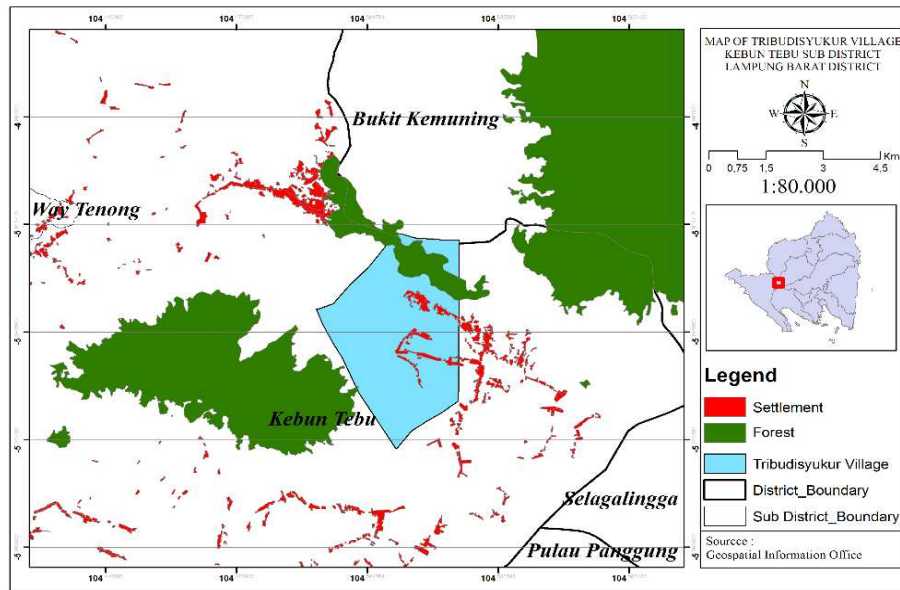 104
104
104
104
104
MAP OF TRIBUDISYUKUR VILLAGE
KEBUN TEBU SUB DISTRICT
LAMPUNG BARAT DISTRICT
N
W
E
S
0 0,75 1,5 3 4,5
Km
1:80.000
Bukit Kemuning
Way Tenong
Kebun Tebu
Selagalingga
Pulau Panggung
Legend
Settlement
Forest
Tribudisyukur Village
District_Boundary
Sub District_Boundary
Sourcce :
Geospatial Information Office
104
104
104
104
104